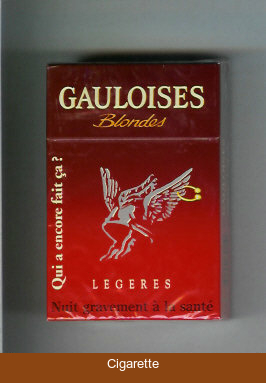 GAULOISES
Blondes
Qui a encore fait ça ?
LEGERES
Nuit gravement à la santé
Cigarette